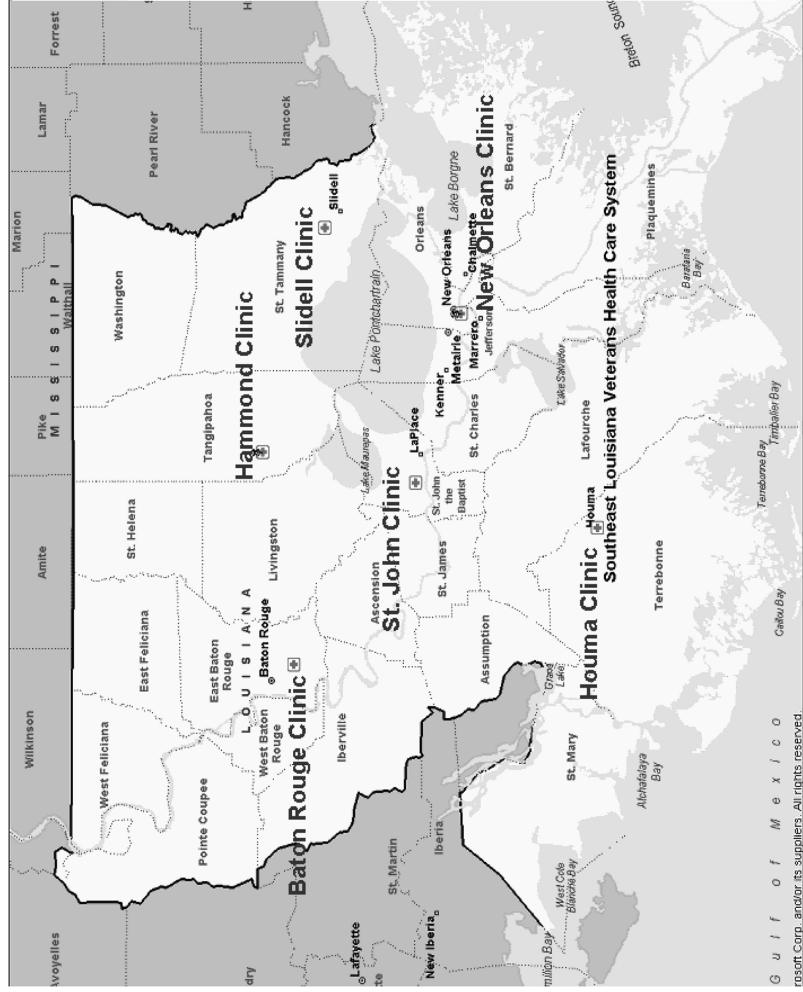 Wilkinson
Amite
Pike
Marion
Lamar
Forrest
M I S S I S S I P P I
Walthall
voyelles
West Feliciana
East Feliciana
St. Helena
Washington
Pearl River
Pointe Coupee
East Baton
Rouge
Tangipahoa
L O U I S I A N A
Hammond Clinic
H
dry
West Baton
Rouge
Baton Rouge
Livingston
St. Tammany
Hancock
Baton Rouge Clinic
Slidell Clinic
Slidell
Iberville
Lafayette
Lake Maurepas
Lake Pontchartrain
Ascension
St. John Clinic
LaPlace
St. Martin
Orleans
New Iberia
Iberia
St. James
St. John
the
Baptist
Kenner
Metairie
New Orleans
Lake Borgne
Chalmette
St. Charles
Marrero
Jefferson
New Orleans Clinic
Assumption
St. Bernard
million Bay
West Cote
Blanche Bay
St. Mary
Grand
Lake
Houma Clinic
Houma
Lafourche
Lake Salvador
Southeast Louisiana Veterans Health Care System
Breton Soun
Atchafalaya
Bay
Terrebonne
Plaquemines
Barataria
Bay
Caillou Bay
Terrebonne Bay
Timbalier Bay
G u l f o f M e x i c o
rosoft Corp. and/or its suppliers. All rights reserved.